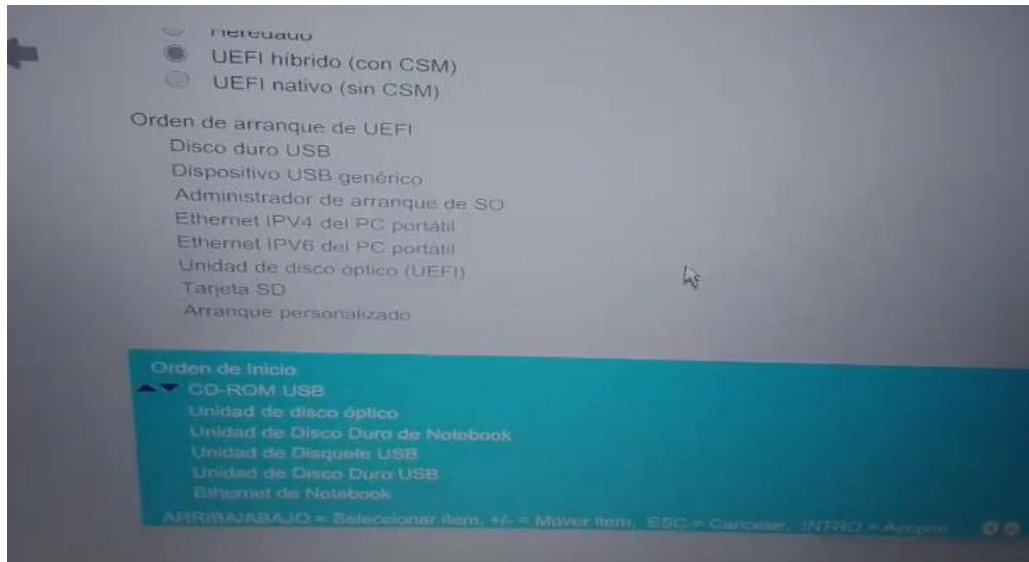 Heredado
UEFI híbrido (con CSM)
UEFI nativo (sin CSM)
Orden de arranque de UEFI
Disco duro USB
Dispositivo USB genérico
Administrador de arranque de SO
Ethernet IPV4 del PC portátil
Ethernet IPV6 del PC portátil
Unidad de disco óptico (UEFI)
Tarjeta SD
Arranque personalizado
Orden de Inicio
CD-ROM USB
Unidad de disco óptico
Unidad de Disco Duro de Notebook
Unidad de Disquete USB
Unidad de Disco Duro USB
Ethernet de Notebook
ARRIBA/ABAJO = Seleccionar ítem, +/- = Mover ítem, ESC = Cancelar, INTRO = Aceptar